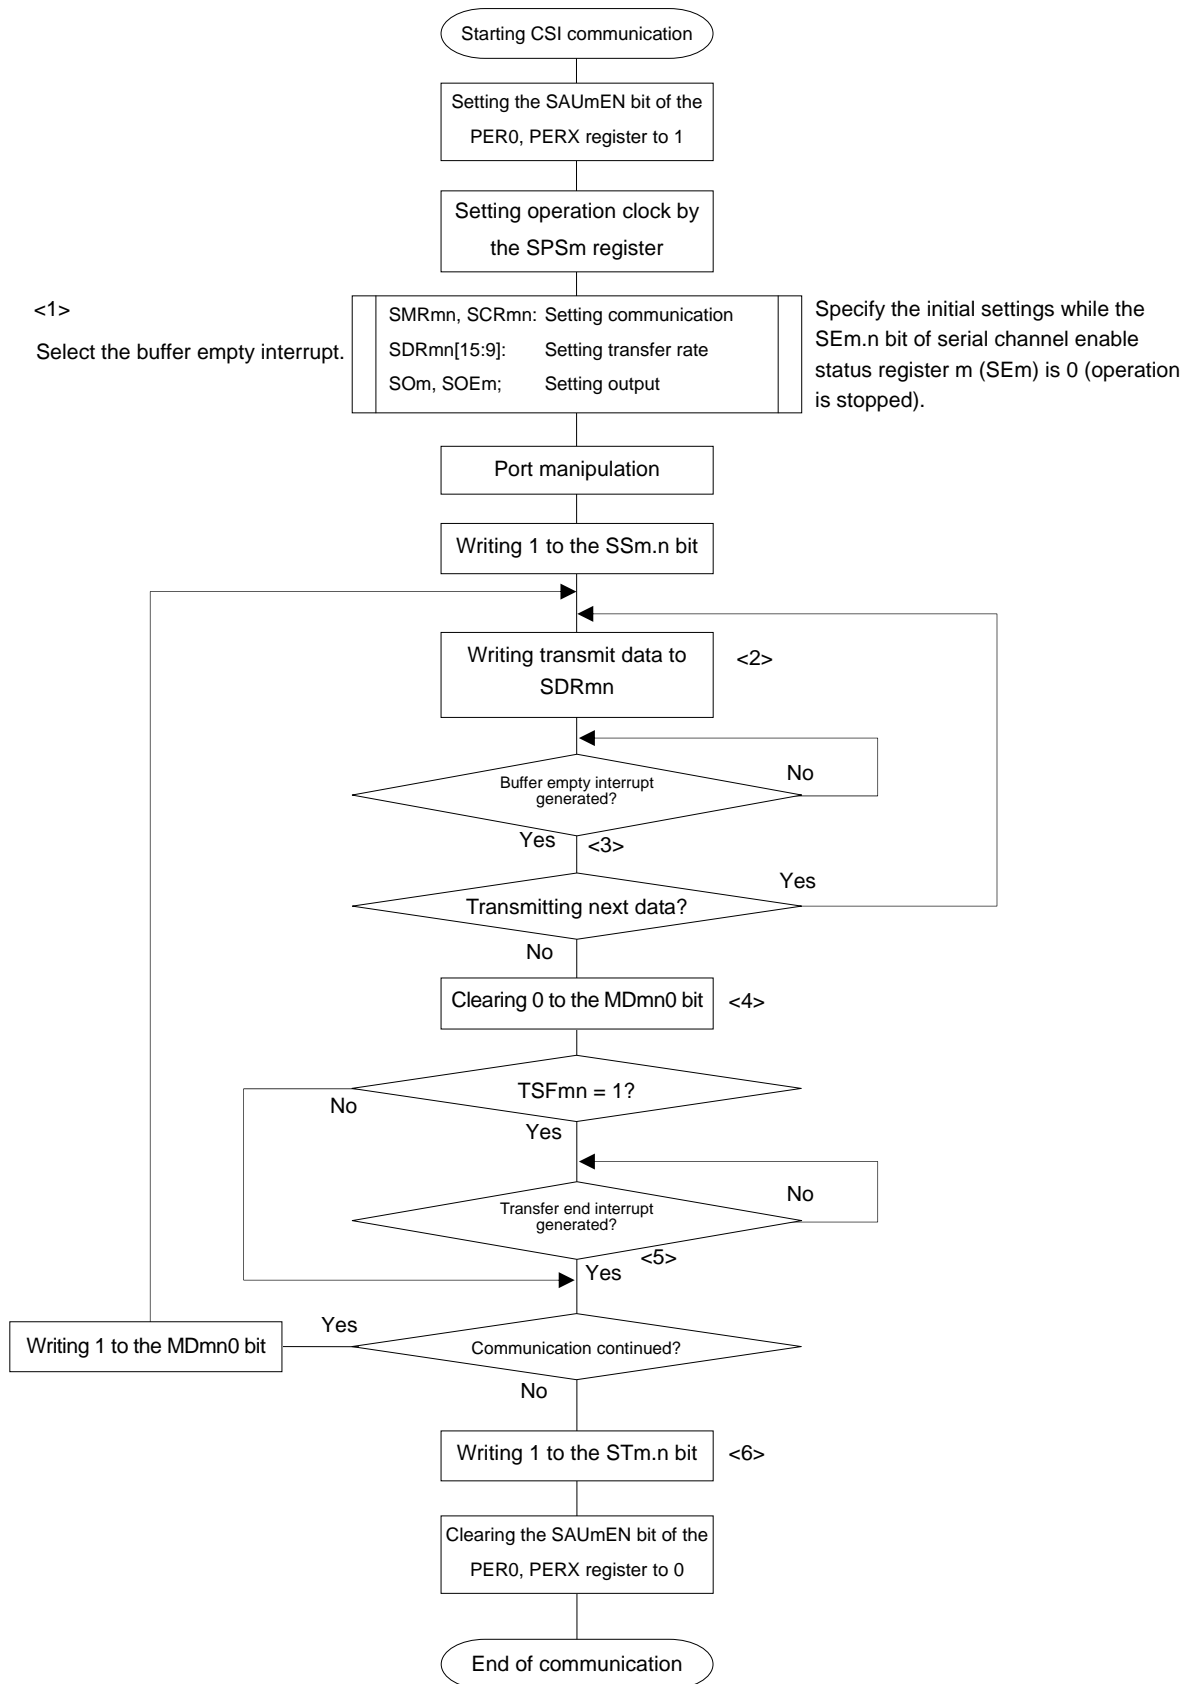 Starting CSI communication
Setting the SAUmEN bit of the
PER0, PERX register to 1
Setting operation clock by
the SPSm register
<1>
Select the buffer empty interrupt.
SMRmn, SCRmn: Setting communication
SDRmn[15:9]: Setting transfer rate
SOm, SOEm; Setting output
Specify the initial settings while the
SEm.n bit of serial channel enable
status register m (SEm) is 0 (operation
is stopped).
Port manipulation
Writing 1 to the SSm.n bit
Writing transmit data to
SDRmn
<2>
Buffer empty interrupt
generated?
No
Yes
<3>
Transmitting next data?
Yes
No
Clearing 0 to the MDmn0 bit
<4>
TSFmn = 1?
No
Yes
Transfer end interrupt
generated?
No
<5>
Yes
Writing 1 to the MDmn0 bit
Yes
Communication continued?
No
Writing 1 to the STm.n bit
<6>
Clearing the SAUmEN bit of the
PER0, PERX register to 0
End of communication